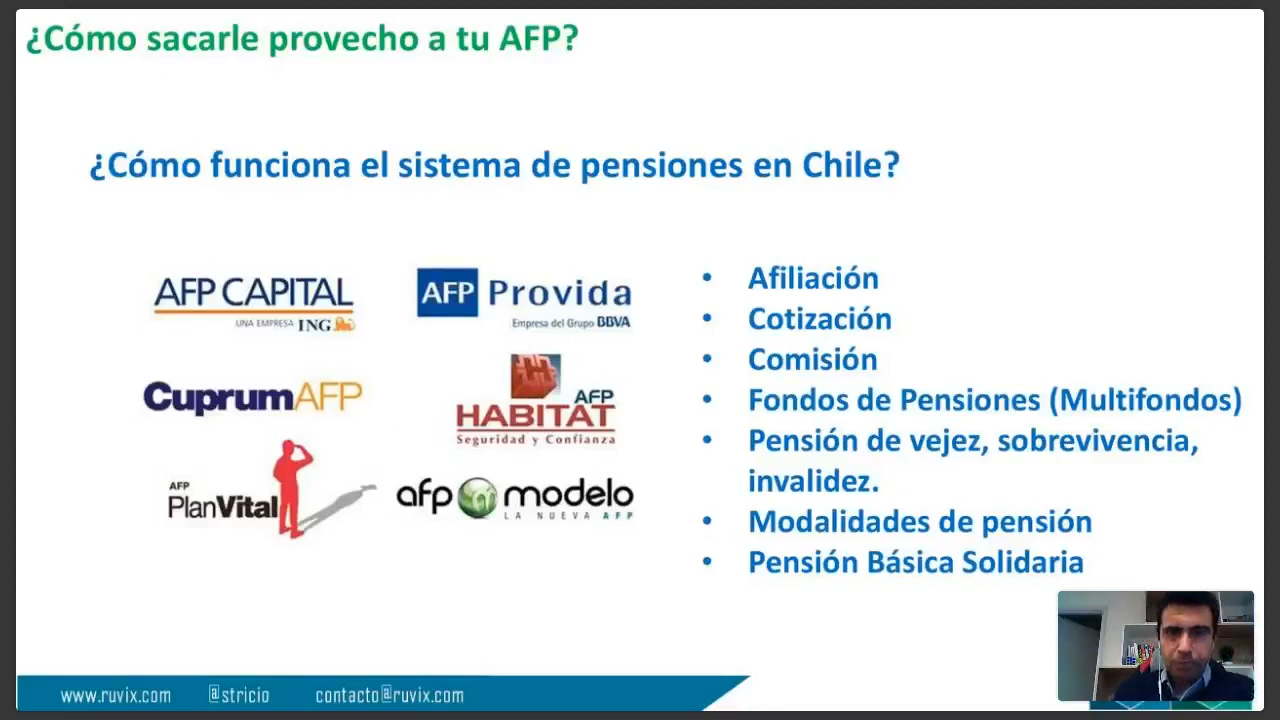 ¿Cómo sacarle provecho a tu AFP?
¿Cómo funciona el sistema de pensiones en Chile?
AFP CAPITAL
UNA EMPRESA ING
AFP Provida
Empresa del Grupo BBVA
CuprumAFP
AFP
HABITAT
Seguridad y Confianza
AFP
PlanVital
afp modelo
LA NUEVA AFP
• Afiliación
• Cotización
• Comisión
• Fondos de Pensiones (Multifondos)
• Pensión de vejez, sobrevivencia,
invalidez.
• Modalidades de pensión
• Pensión Básica Solidaria
www.ruvix.com @stricio contacto@ruvix.com